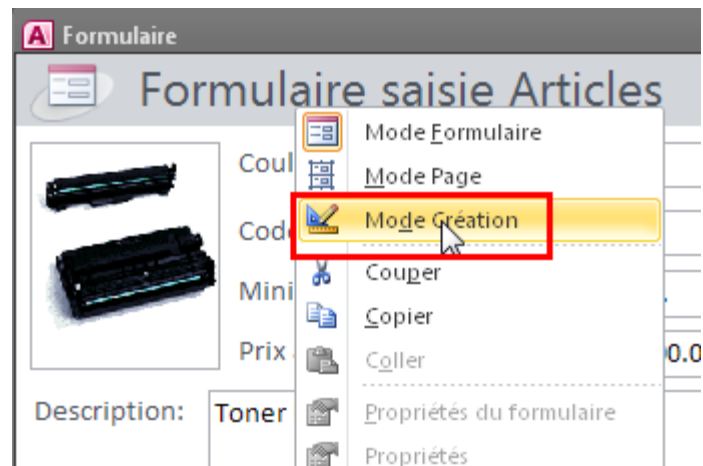 Formulaire
Formulaire saisie Articles
Mode Formulaire
Coul
Mode Page
Mode Création
Code
Couper
Mini
Copier
Prix
Coller
00.0
Description:
Toner
Propriétés du formulaire
Propriétés